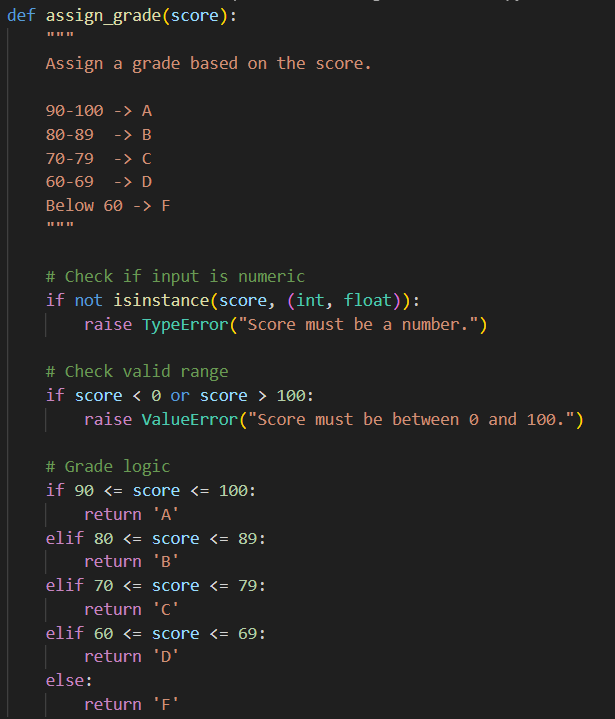 def assign_grade(score):
    """
    Assign a grade based on the score.

    90-100 -> A
    80-89  -> B
    70-79  -> C
    60-69  -> D
    Below 60 -> F
    """

    # Check if input is numeric
    if not isinstance(score, (int, float)):
        raise TypeError("Score must be a number.")

    # Check valid range
    if score < 0 or score > 100:
        raise ValueError("Score must be between 0 and 100.")

    # Grade logic
    if 90 <= score <= 100:
        return 'A'
    elif 80 <= score <= 89:
        return 'B'
    elif 70 <= score <= 79:
        return 'C'
    elif 60 <= score <= 69:
        return 'D'
    else:
        return 'F'